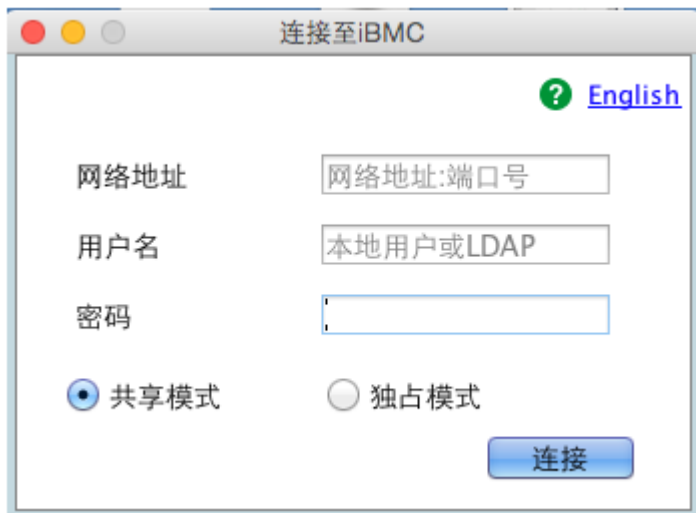 连接至iBMC
? English
网络地址 网络地址:端口号
用户名 本地用户或LDAP
密码
共享模式 独占模式
连接